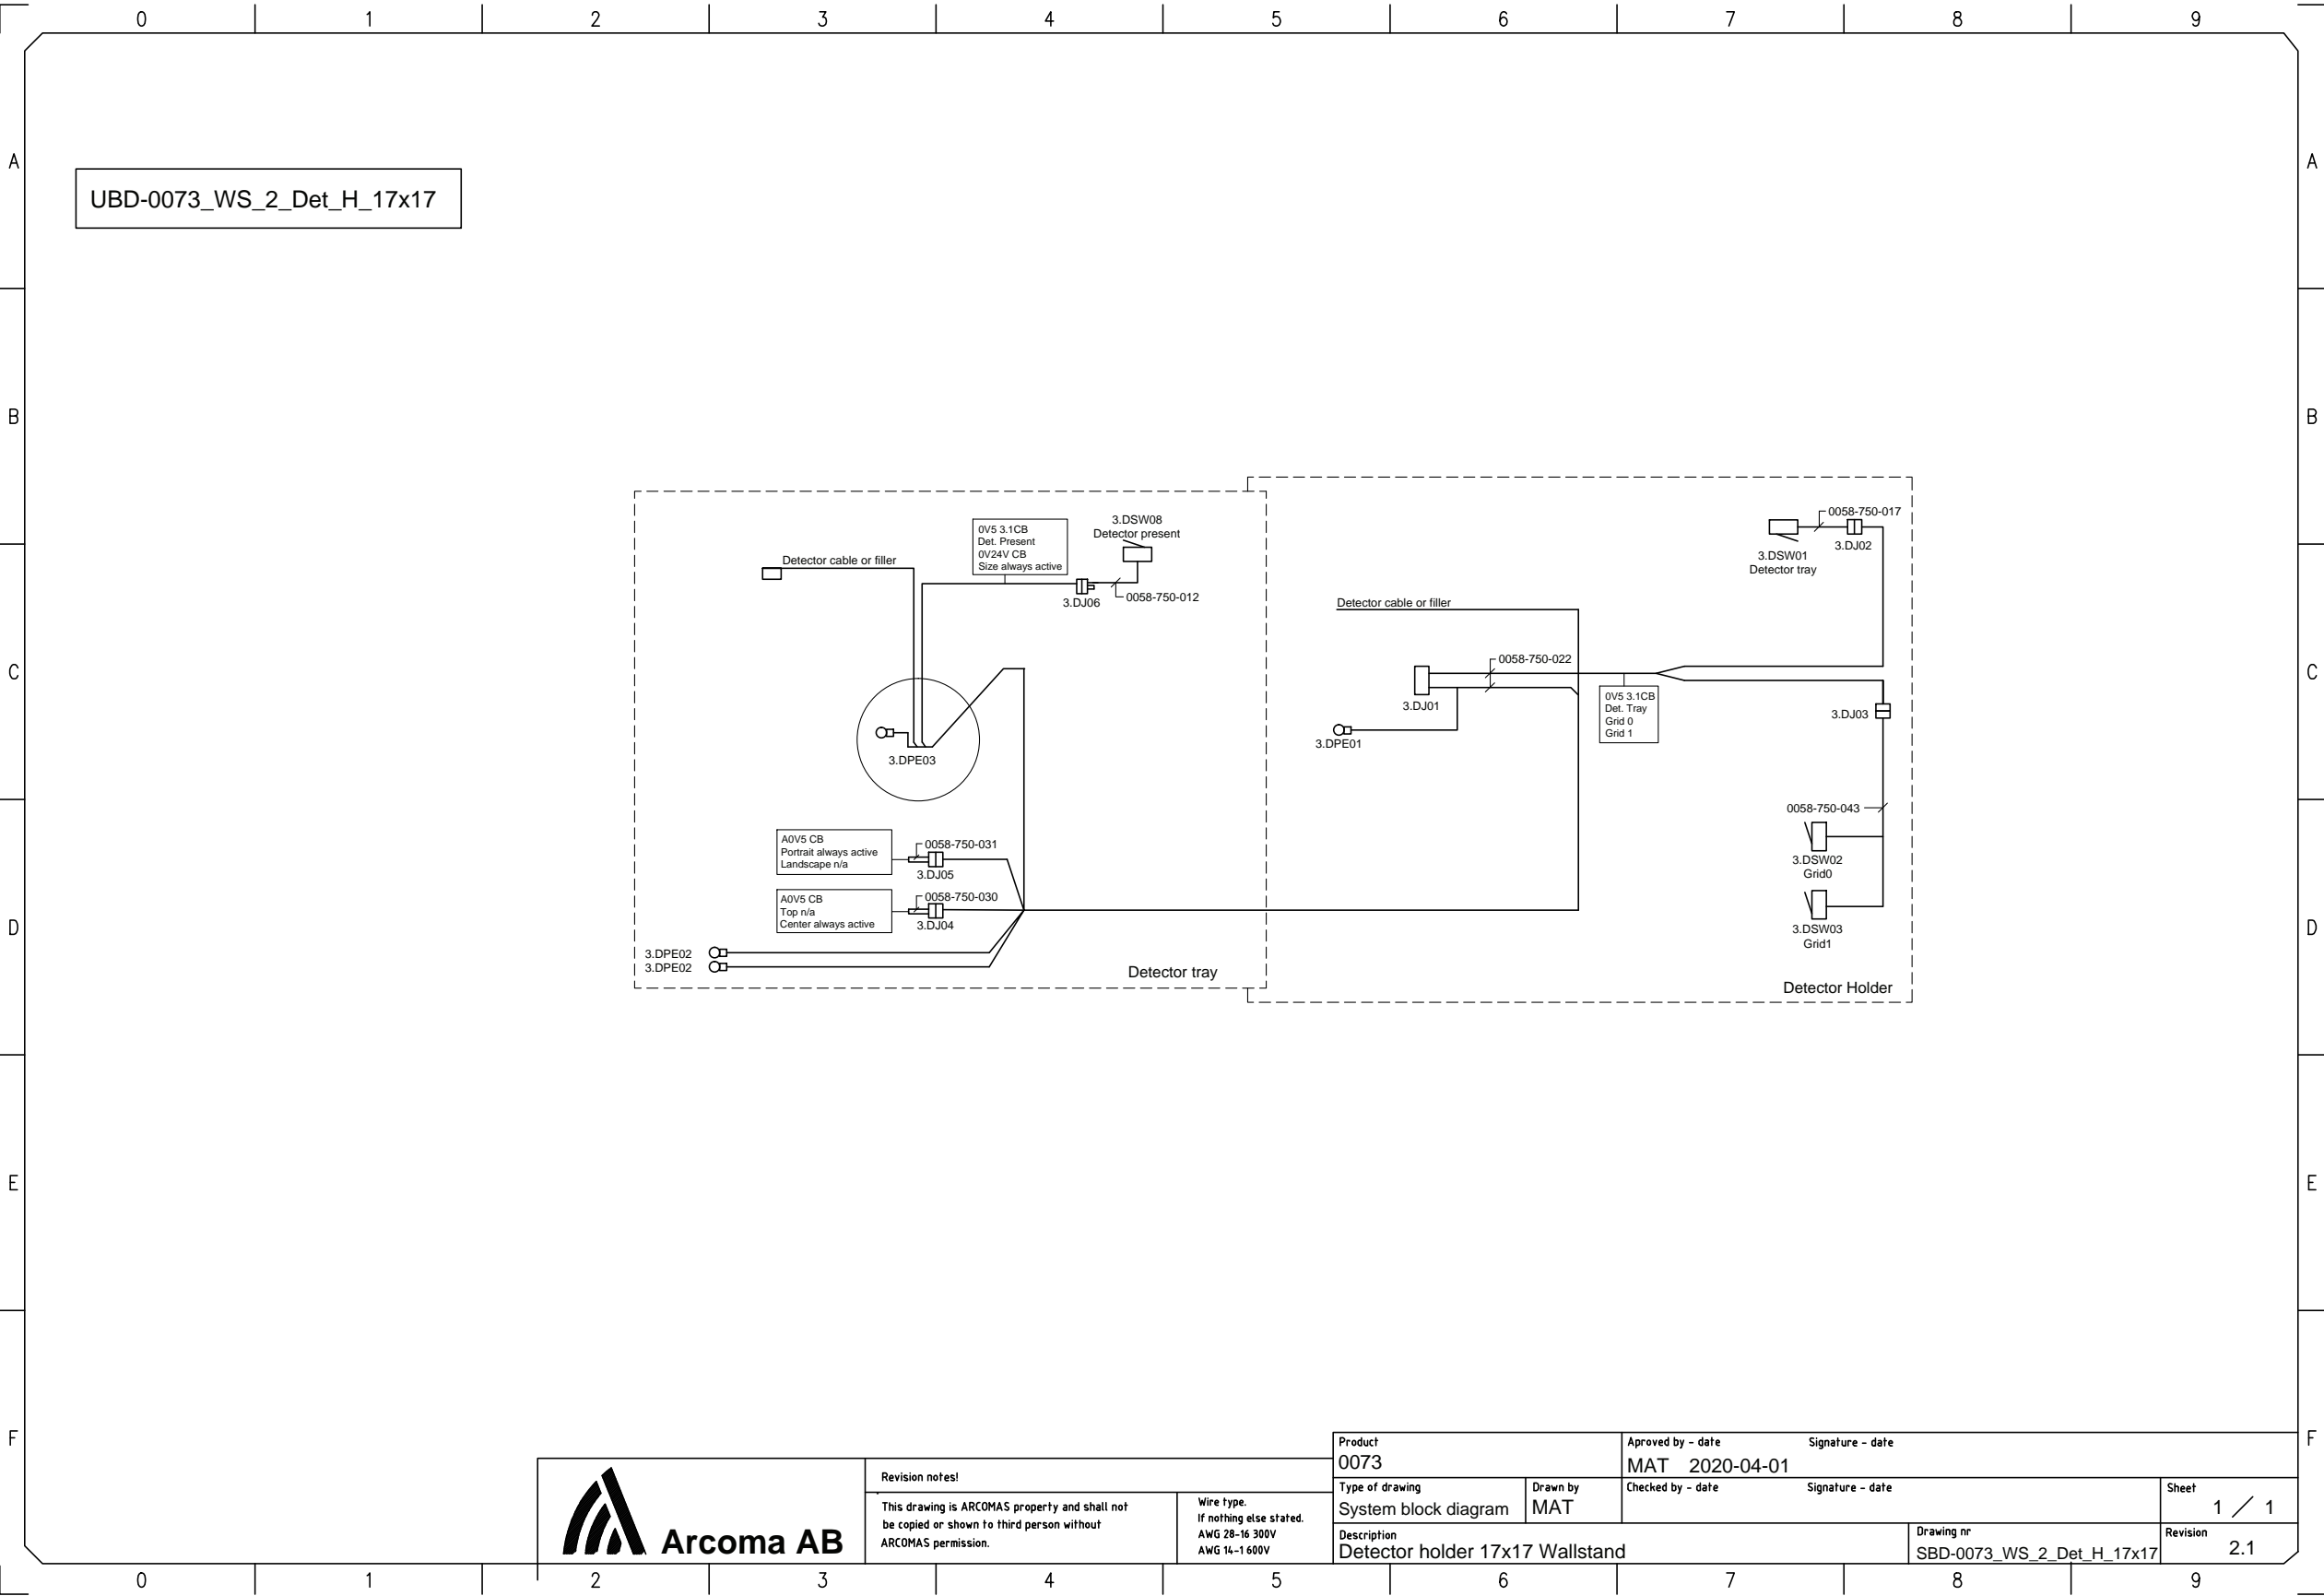 0 1 2 3 4 5 6 7 8 9
A A
UBD-0073_WS_2_Det_H_17x17
B B
0V5 3.1CB
Det. Present
0V24V CB
Size always active
3.DSW08
Detector present
Detector cable or filler
3.DJ06
0058-750-012
0058-750-017
3.DJ02
3.DSW01
Detector tray
Detector cable or filler
C C
0058-750-022
3.DJ01
0V5 3.1CB
Det. Tray
Grid 0
Grid 1
3.DJ03
3.DPE01
3.DPE03
0058-750-043
A0V5 CB
Portrait always active
Landscape n/a
0058-750-031
3.DJ05
3.DSW02
Grid0
A0V5 CB
Top n/a
Center always active
0058-750-030
3.DJ04
D D
3.DSW03
Grid1
3.DPE02
3.DPE02
Detector tray
Detector Holder
E E
F F
Arcoma AB
Revision notes!
This drawing is ARCOMAS property and shall not
be copied or shown to third person without
ARCOMAS permission.
Wire type.
If nothing else stated.
AWG 28-16 300V
AWG 14-1 600V
Product
0073
Aproved by - date Signature - date
MAT 2020-04-01
Type of drawing
System block diagram
Drawn by
MAT
Checked by - date Signature - date
Sheet
1 / 1
Description
Detector holder 17x17 Wallstand
Drawing nr
SBD-0073_WS_2_Det_H_17x17
Revision
2.1
0 1 2 3 4 5 6 7 8 9